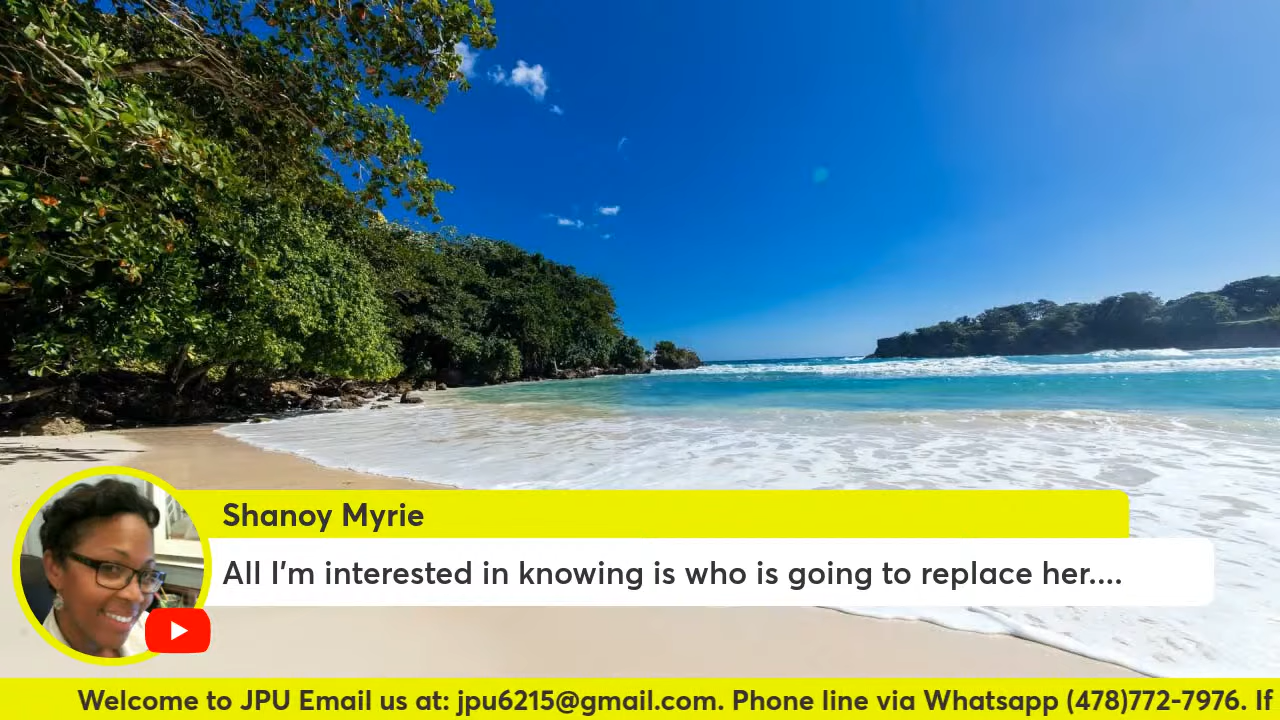 Shanoy Myrie
All I'm interested in knowing is who is going to replace her....
Welcome to JPU Email us at: jpu6215@gmail.com. Phone line via Whatsapp (478)772-7976. If